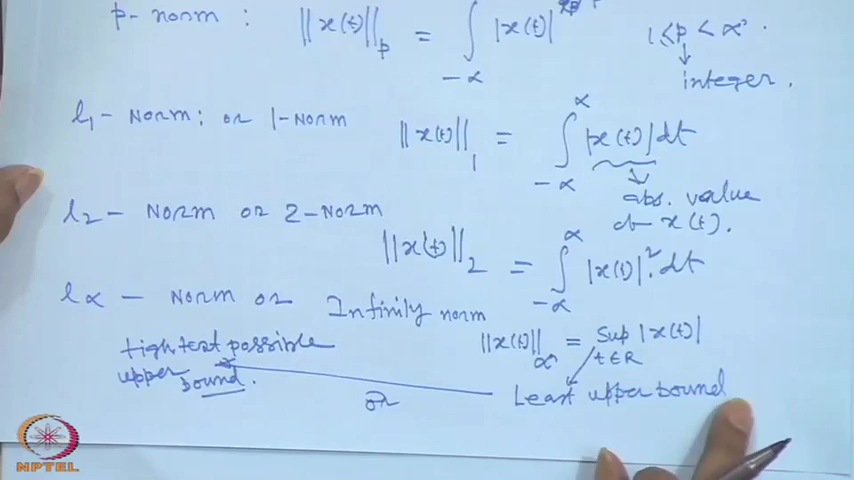 p- norm : ||x(t)||p = ∫ |x(t)| 1 ≤ p < α
-α
integer.
l1 - Norm : or 1-Norm ||x(t)||1 = ∫ |x(t)| dt
α
-α
abs. value
of x(t).
l2 - Norm or 2-Norm
||x(t)||2 = ∫ |x(t)|². dt
α
-α
lα - Norm or Infinity norm
||x(t)||α = Sup |x(t)|
t∈R
tightest possible
upper bound.
or Least upper bound
NPTEL